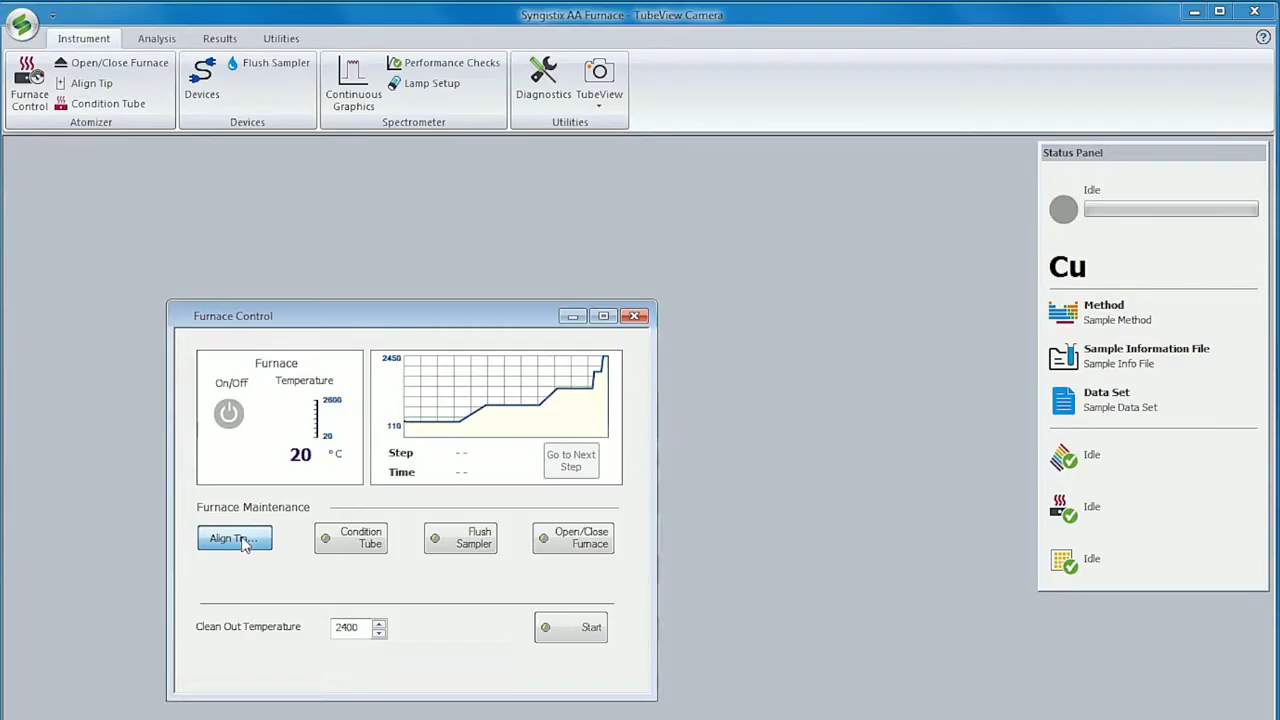 Syngistix AA Furnace - TubeView Camera
Instrument Analysis Results Utilities
Furnace Control
Open/Close Furnace
Align Tip
Condition Tube
Atomizer
Devices
Flush Sampler
Devices
Continuous Graphics
Performance Checks
Lamp Setup
Spectrometer
Diagnostics
TubeView
Utilities
Status Panel
Idle
Cu
Method
Sample Method
Sample Information File
Sample Info File
Data Set
Sample Data Set
Idle
Idle
Idle
Furnace Control
Furnace
On/Off
Temperature
2600
20
20 °C
2450
110
Step --
Time --
Go to Next
Step
Furnace Maintenance
Align Tip...
Condition
Tube
Flush
Sampler
Open/Close
Furnace
Clean Out Temperature 2400
Start